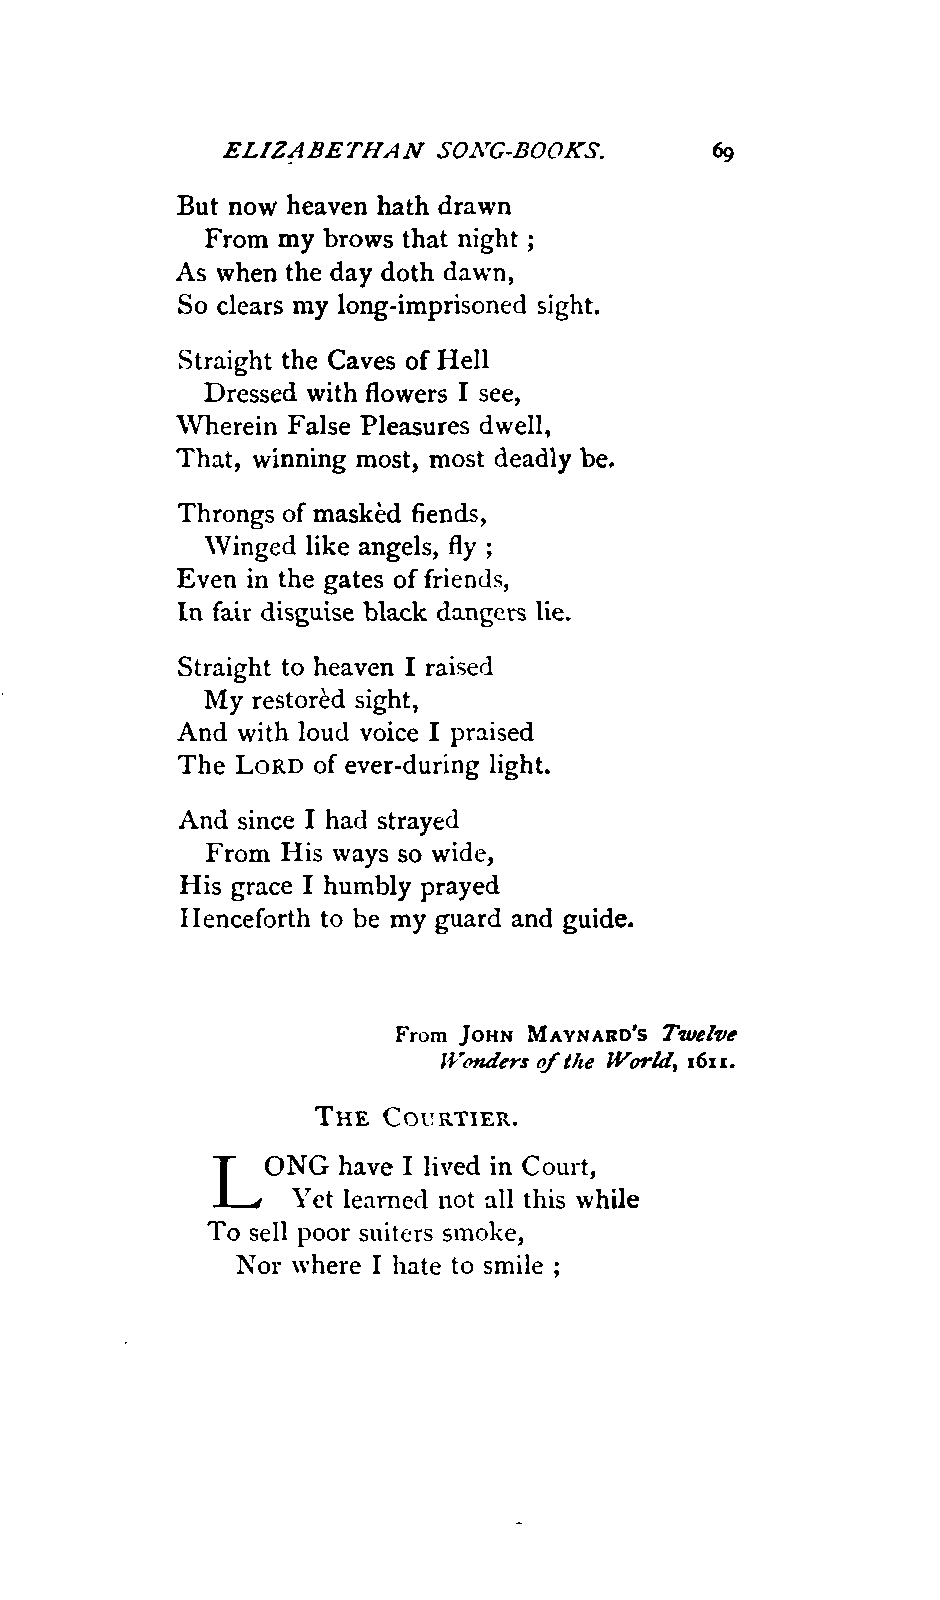 ELIZABETHAN SONG-BOOKS. 69
But now heaven hath drawn
From my brows that night ;
As when the day doth dawn,
So clears my long-imprisoned sight.
Straight the Caves of Hell
Dressed with flowers I see,
Wherein False Pleasures dwell,
That, winning most, most deadly be.
Throngs of maskèd fiends,
Winged like angels, fly ;
Even in the gates of friends,
In fair disguise black dangers lie.
Straight to heaven I raised
My restorèd sight,
And with loud voice I praised
The LORD of ever-during light.
And since I had strayed
From His ways so wide,
His grace I humbly prayed
Henceforth to be my guard and guide.
From JOHN MAYNARD'S Twelve
Wonders of the World, 1611.
THE COURTIER.
LONG have I lived in Court,
Yet learned not all this while
To sell poor suiters smoke,
Nor where I hate to smile ;